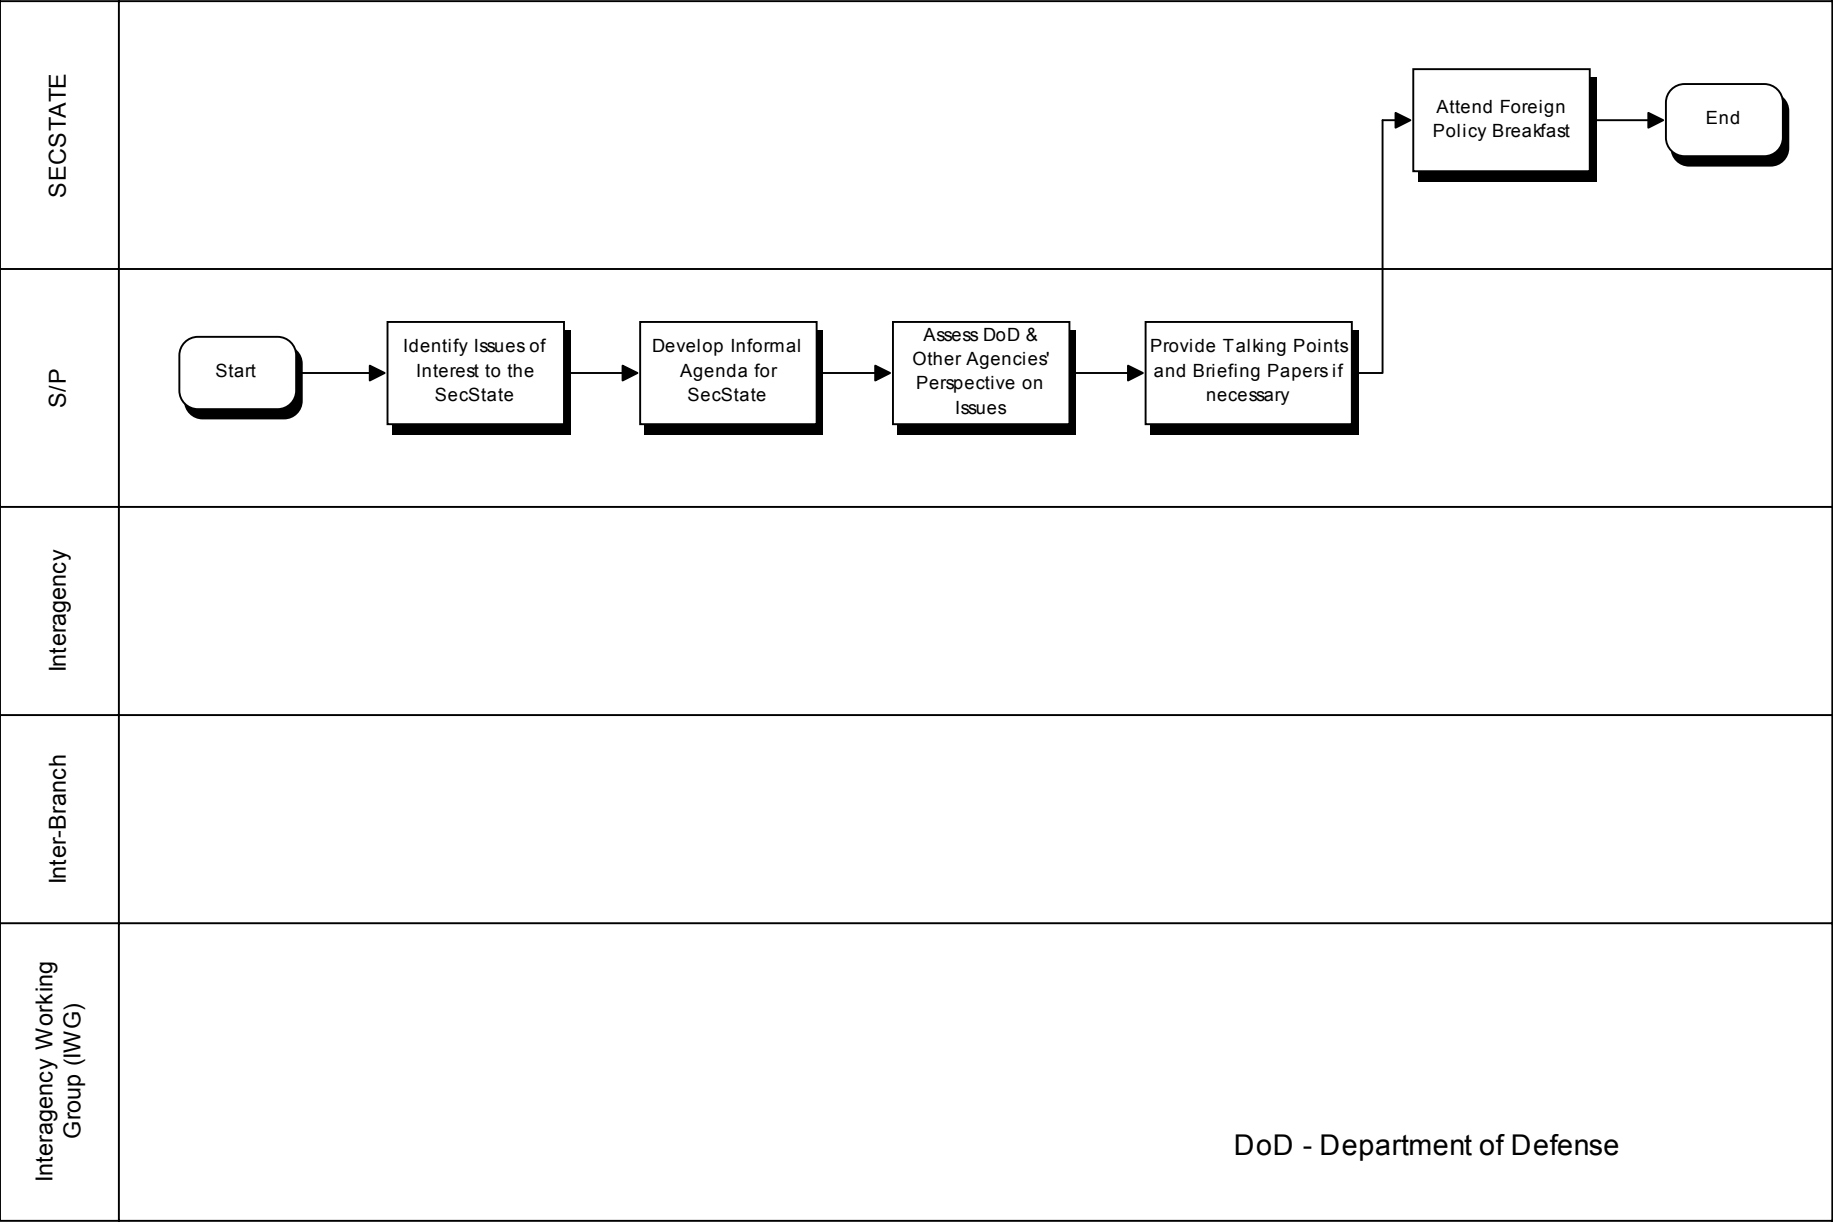 SECSTATE
Attend Foreign
Policy Breakfast
End
S/P
Start
Identify Issues of
Interest to the
SecState
Develop Informal
Agenda for
SecState
Assess DoD &
Other Agencies'
Perspective on
Issues
Provide Talking Points
and Briefing Papers if
necessary
Interagency
Inter-Branch
Interagency Working
Group (IWG)
DoD - Department of Defense